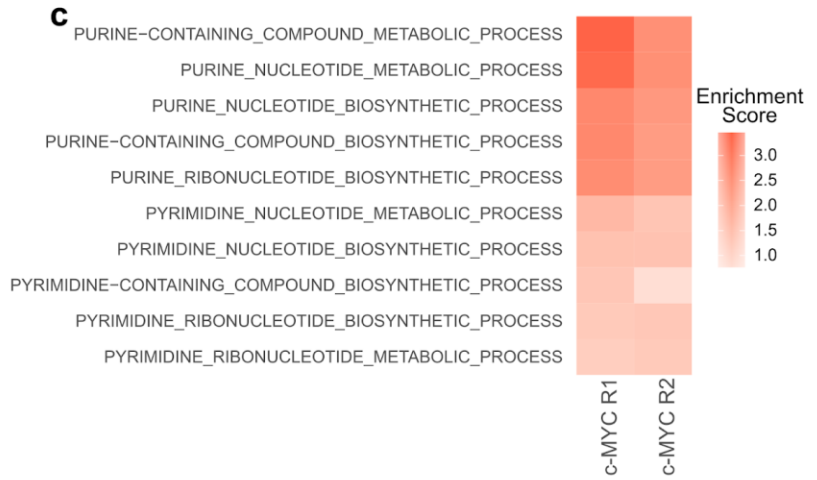 c
PURINE−CONTAINING_COMPOUND_METABOLIC_PROCESS
PURINE_NUCLEOTIDE_METABOLIC_PROCESS
PURINE_NUCLEOTIDE_BIOSYNTHETIC_PROCESS
PURINE−CONTAINING_COMPOUND_BIOSYNTHETIC_PROCESS
PURINE_RIBONUCLEOTIDE_BIOSYNTHETIC_PROCESS
PYRIMIDINE_NUCLEOTIDE_METABOLIC_PROCESS
PYRIMIDINE_NUCLEOTIDE_BIOSYNTHETIC_PROCESS
PYRIMIDINE−CONTAINING_COMPOUND_BIOSYNTHETIC_PROCESS
PYRIMIDINE_RIBONUCLEOTIDE_BIOSYNTHETIC_PROCESS
PYRIMIDINE_RIBONUCLEOTIDE_METABOLIC_PROCESS
c-MYC R1
c-MYC R2
Enrichment
Score
3.0
2.5
2.0
1.5
1.0